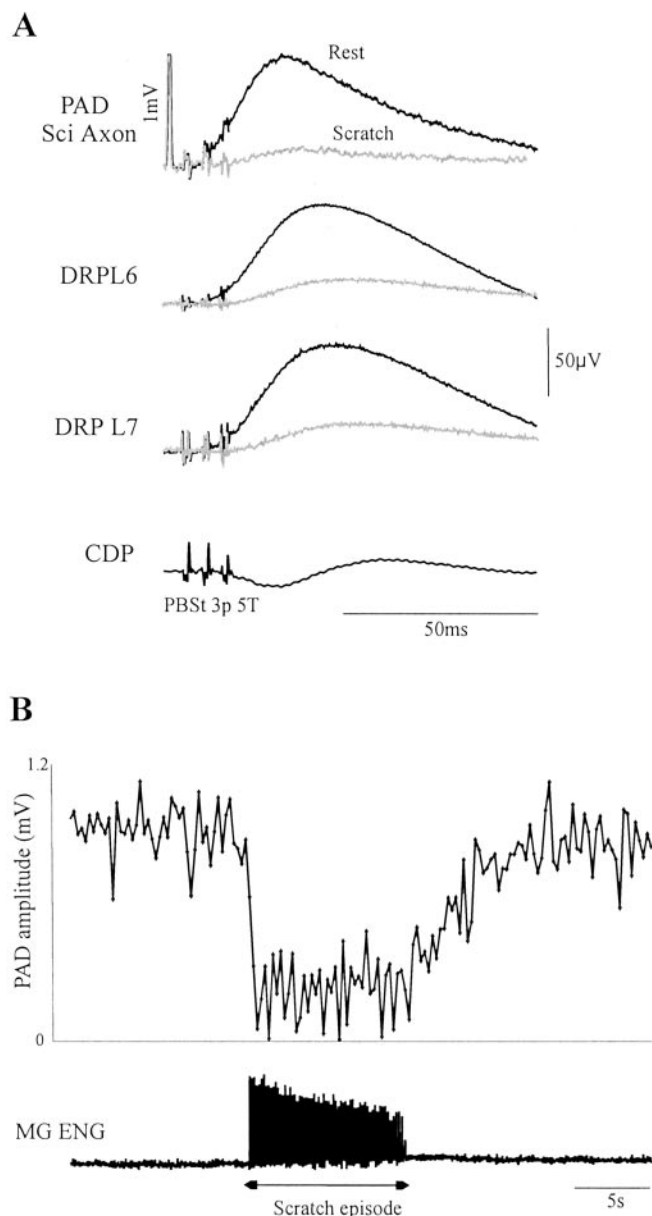 A
Rest
PAD
Sci Axon
1mV
Scratch
DRPL6
50µV
DRP L7
CDP
PBSt 3p 5T
50ms
B
1.2
PAD amplitude (mV)
0
MG ENG
Scratch episode
5s